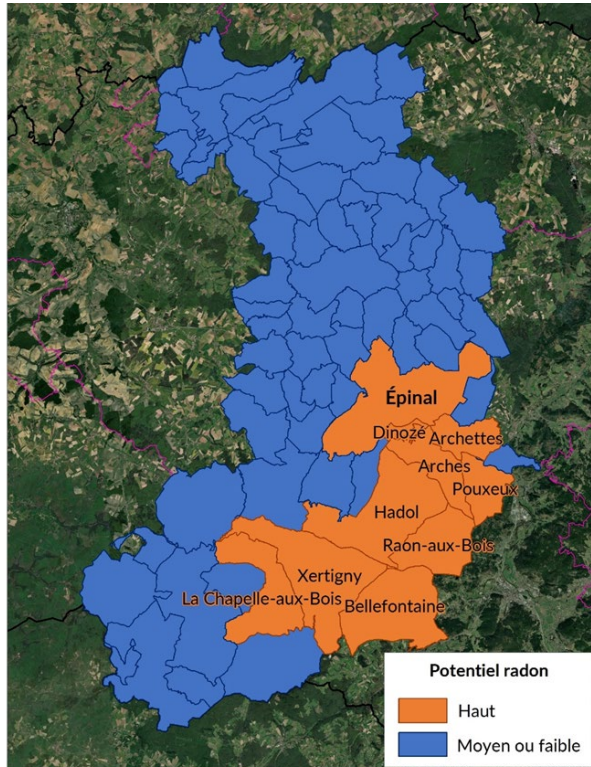 Épinal
Dinozé
Archettes
Arches
Pouxeux
Hadol
Raon-aux-Bois
Xertigny
La Chapelle-aux-Bois
Bellefontaine
Potentiel radon
Haut
Moyen ou faible